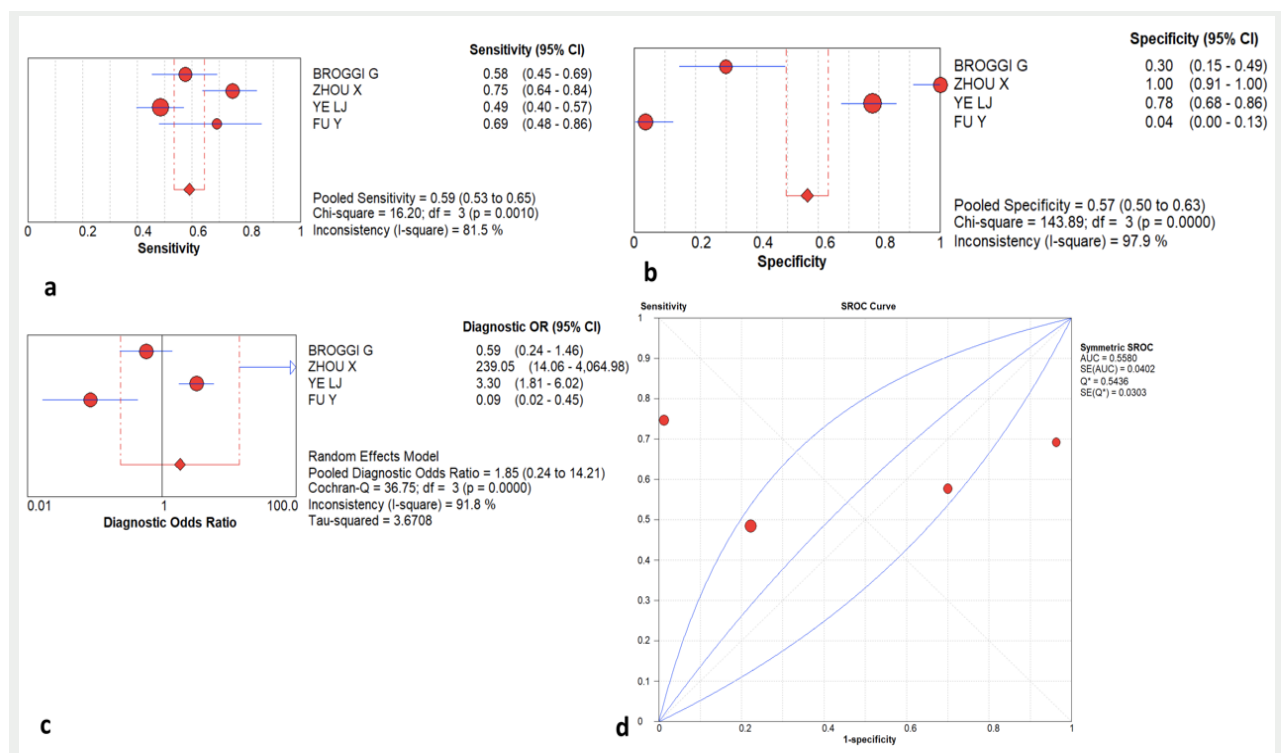 Sensitivity (95% CI)
BROGGI G 0.58 (0.45 - 0.69)
ZHOU X 0.75 (0.64 - 0.84)
YE LJ 0.49 (0.40 - 0.57)
FU Y 0.69 (0.48 - 0.86)
Pooled Sensitivity = 0.59 (0.53 to 0.65)
Chi-square = 16.20; df = 3 (p = 0.0010)
Inconsistency (I-square) = 81.5 %
0 0.2 0.4 0.6 0.8 1
Sensitivity
a
Specificity (95% CI)
BROGGI G 0.30 (0.15 - 0.49)
ZHOU X 1.00 (0.91 - 1.00)
YE LJ 0.78 (0.68 - 0.86)
FU Y 0.04 (0.00 - 0.13)
Pooled Specificity = 0.57 (0.50 to 0.63)
Chi-square = 143.89; df = 3 (p = 0.0000)
Inconsistency (I-square) = 97.9 %
0 0.2 0.4 0.6 0.8 1
Specificity
b
Diagnostic OR (95% CI)
BROGGI G 0.59 (0.24 - 1.46)
ZHOU X 239.05 (14.06 - 4,064.98)
YE LJ 3.30 (1.81 - 6.02)
FU Y 0.09 (0.02 - 0.45)
Random Effects Model
Pooled Diagnostic Odds Ratio = 1.85 (0.24 to 14.21)
Cochran-Q = 36.75; df = 3 (p = 0.0000)
Inconsistency (I-square) = 91.8 %
Tau-squared = 3.6708
0.01 1 100.0
Diagnostic Odds Ratio
c
Sensitivity SROC Curve
1
0.9
0.8
0.7
0.6
0.5
0.4
0.3
0.2
0.1
0
0 0.2 0.4 0.6 0.8 1
1-specificity
Symmetric SROC
AUC = 0.5580
SE(AUC) = 0.0402
Q* = 0.5436
SE(Q*) = 0.0303
d